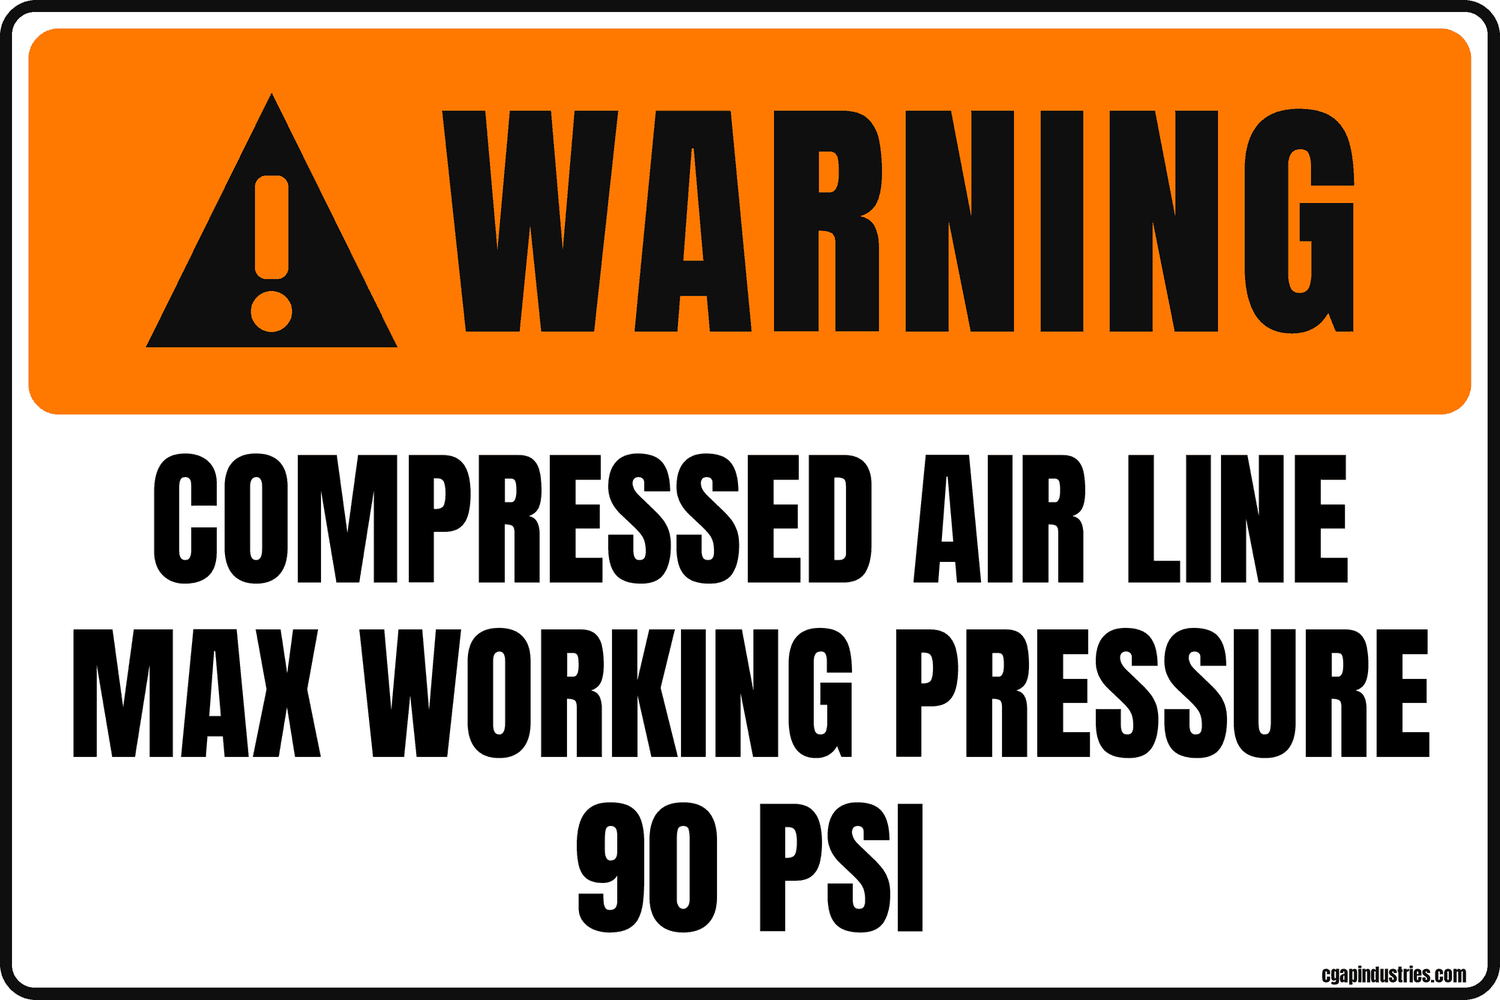 WARNING
COMPRESSED AIR LINE
MAX WORKING PRESSURE
90 PSI
cgapindustries.com